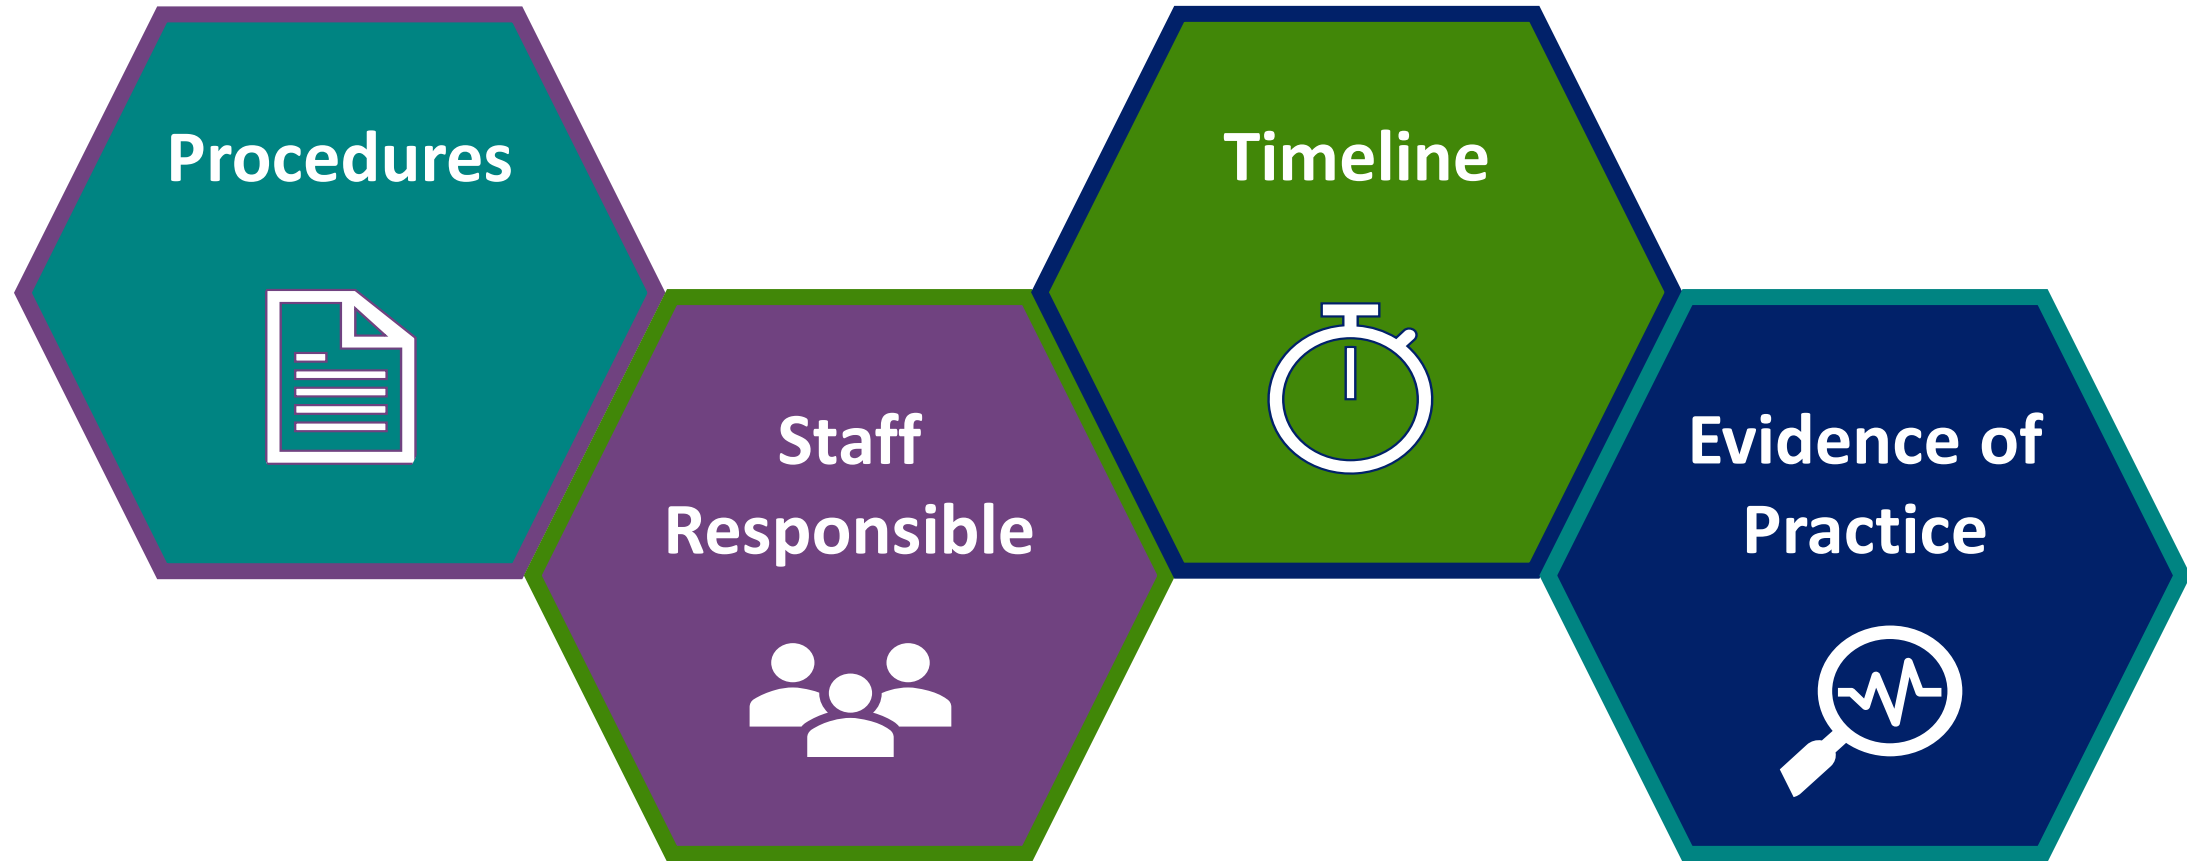 Procedures
Staff
Responsible
Timeline
Evidence of
Practice